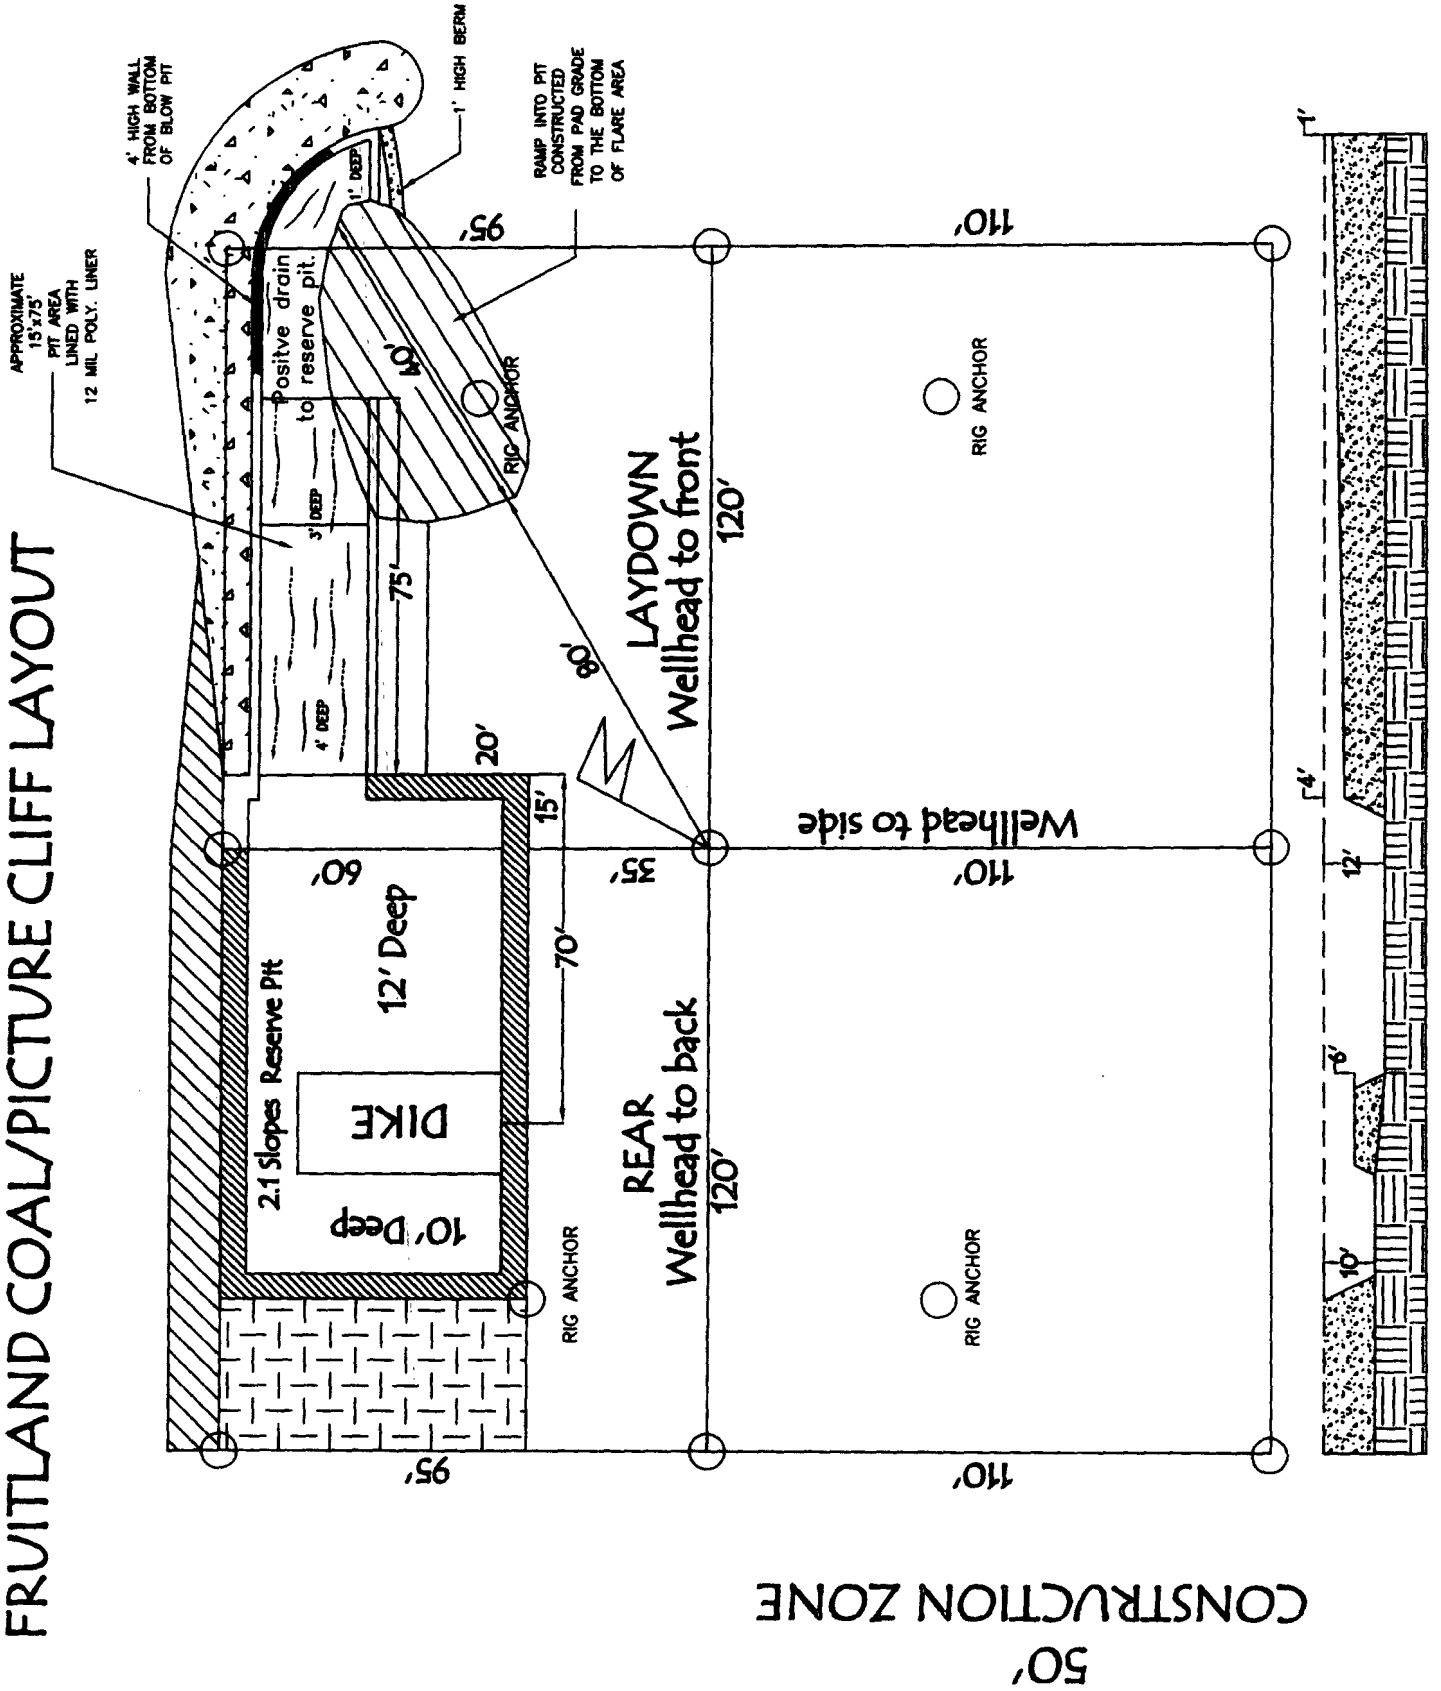 FRUITLAND COAL/PICTURE CLIFF LAYOUT
APPROXIMATE
15'x75'
PIT AREA
LINED WITH
12 MIL POLY. LINER
4' HIGH WALL
FROM BOTTOM
OF BLOW PIT
1' HIGH BERM
RAMP INTO PIT
CONSTRUCTED
FROM PAD GRADE
TO THE BOTTOM
OF FLARE AREA
1' DEEP
Positve drain
to reserve pit.
3' DEEP
4' DEEP
75'
40'
RIG ANCHOR
95'
20'
15'
80'
60'
35'
70'
2.1 Slopes Reserve Pit
12' Deep
DIKE
10' Deep
RIG ANCHOR
95'
REAR
Wellhead to back
120'
LAYDOWN
Wellhead to front
120'
Wellhead to side
110'
110'
110'
RIG ANCHOR
RIG ANCHOR
1'
4'
12'
6'
10'
50'
CONSTRUCTION ZONE